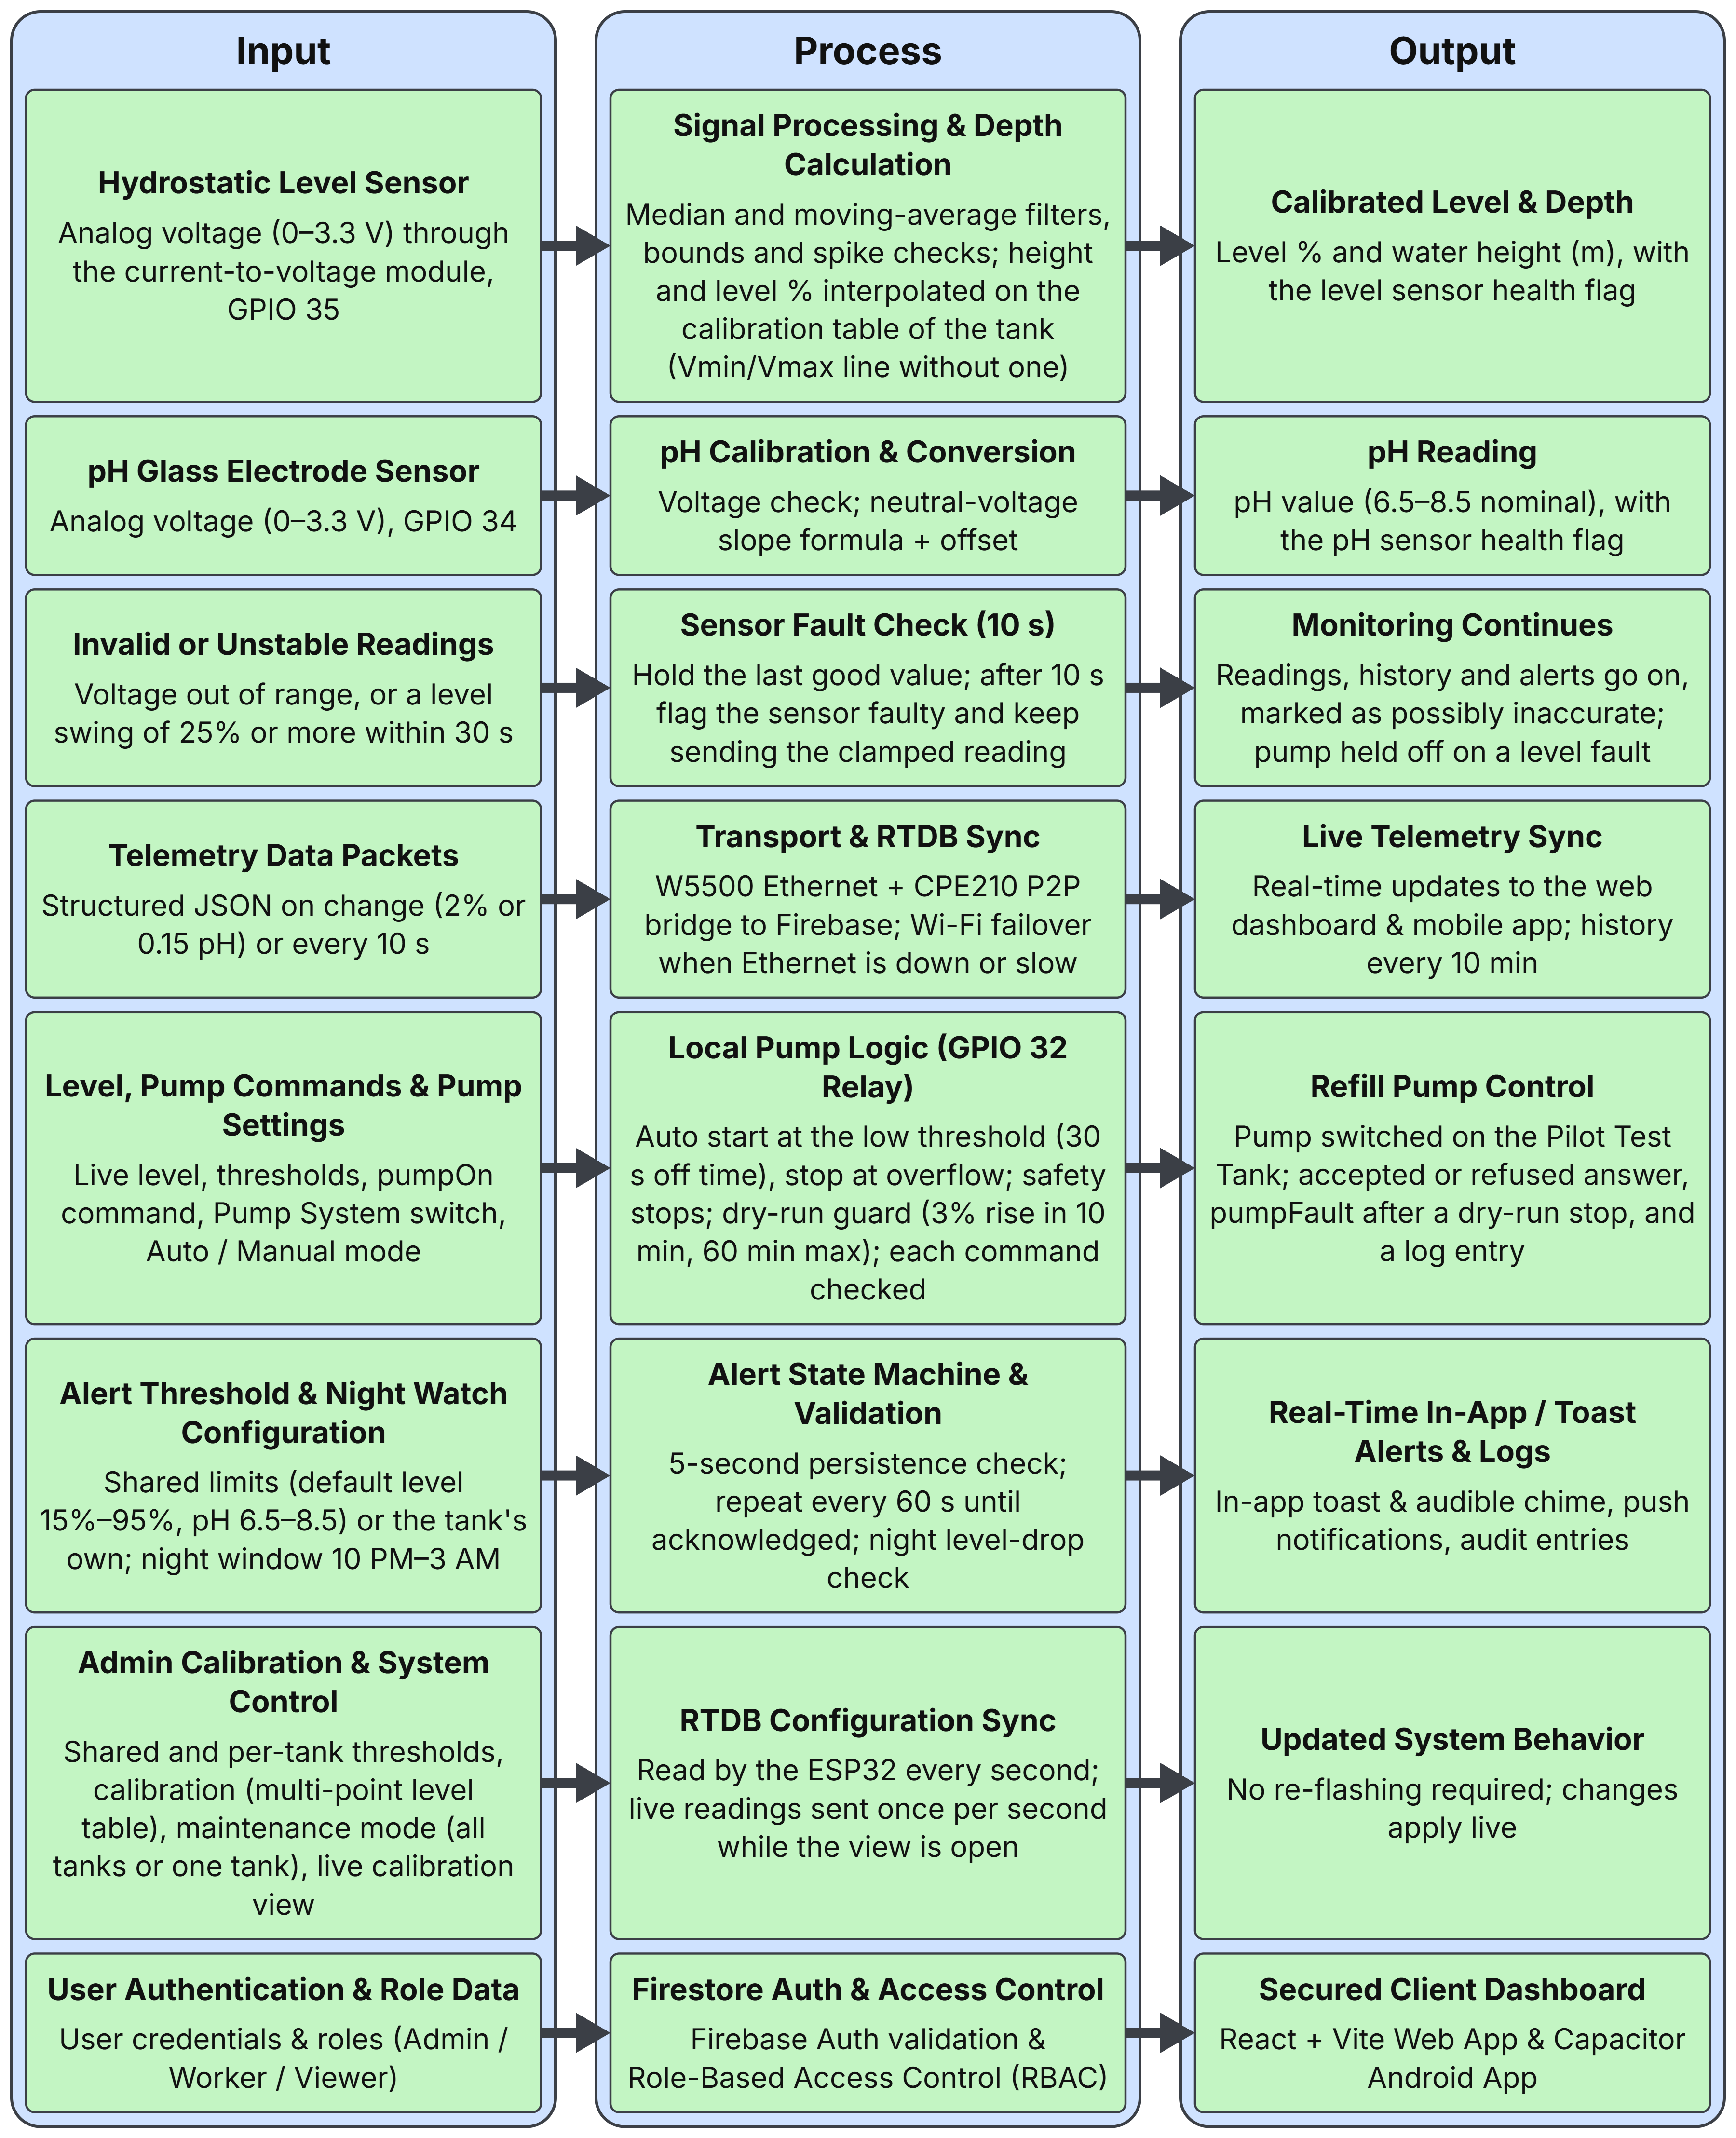 Input
Process
Output
Hydrostatic Level Sensor
Analog voltage (0–3.3 V) through
the current-to-voltage module,
GPIO 35
Signal Processing & Depth
Calculation
Median and moving-average filters,
bounds and spike checks; height
and level % interpolated on the
calibration table of the tank
(Vmin/Vmax line without one)
Calibrated Level & Depth
Level % and water height (m), with
the level sensor health flag
pH Glass Electrode Sensor
Analog voltage (0–3.3 V), GPIO 34
pH Calibration & Conversion
Voltage check; neutral-voltage
slope formula + offset
pH Reading
pH value (6.5–8.5 nominal), with
the pH sensor health flag
Invalid or Unstable Readings
Voltage out of range, or a level
swing of 25% or more within 30 s
Sensor Fault Check (10 s)
Hold the last good value; after 10 s
flag the sensor faulty and keep
sending the clamped reading
Monitoring Continues
Readings, history and alerts go on,
marked as possibly inaccurate;
pump held off on a level fault
Telemetry Data Packets
Structured JSON on change (2% or
0.15 pH) or every 10 s
Transport & RTDB Sync
W5500 Ethernet + CPE210 P2P
bridge to Firebase; Wi-Fi failover
when Ethernet is down or slow
Live Telemetry Sync
Real-time updates to the web
dashboard & mobile app; history
every 10 min
Level, Pump Commands & Pump
Settings
Live level, thresholds, pumpOn
command, Pump System switch,
Auto / Manual mode
Local Pump Logic (GPIO 32
Relay)
Auto start at the low threshold (30
s off time), stop at overflow; safety
stops; dry-run guard (3% rise in 10
min, 60 min max); each command
checked
Refill Pump Control
Pump switched on the Pilot Test
Tank; accepted or refused answer,
pumpFault after a dry-run stop, and
a log entry
Alert Threshold & Night Watch
Configuration
Shared limits (default level
15%–95%, pH 6.5–8.5) or the tank's
own; night window 10 PM–3 AM
Alert State Machine &
Validation
5-second persistence check;
repeat every 60 s until
acknowledged; night level-drop
check
Real-Time In-App / Toast
Alerts & Logs
In-app toast & audible chime, push
notifications, audit entries
Admin Calibration & System
Control
Shared and per-tank thresholds,
calibration (multi-point level
table), maintenance mode (all
tanks or one tank), live calibration
view
RTDB Configuration Sync
Read by the ESP32 every second;
live readings sent once per second
while the view is open
Updated System Behavior
No re-flashing required; changes
apply live
User Authentication & Role Data
User credentials & roles (Admin /
Worker / Viewer)
Firestore Auth & Access Control
Firebase Auth validation &
Role-Based Access Control (RBAC)
Secured Client Dashboard
React + Vite Web App & Capacitor
Android App